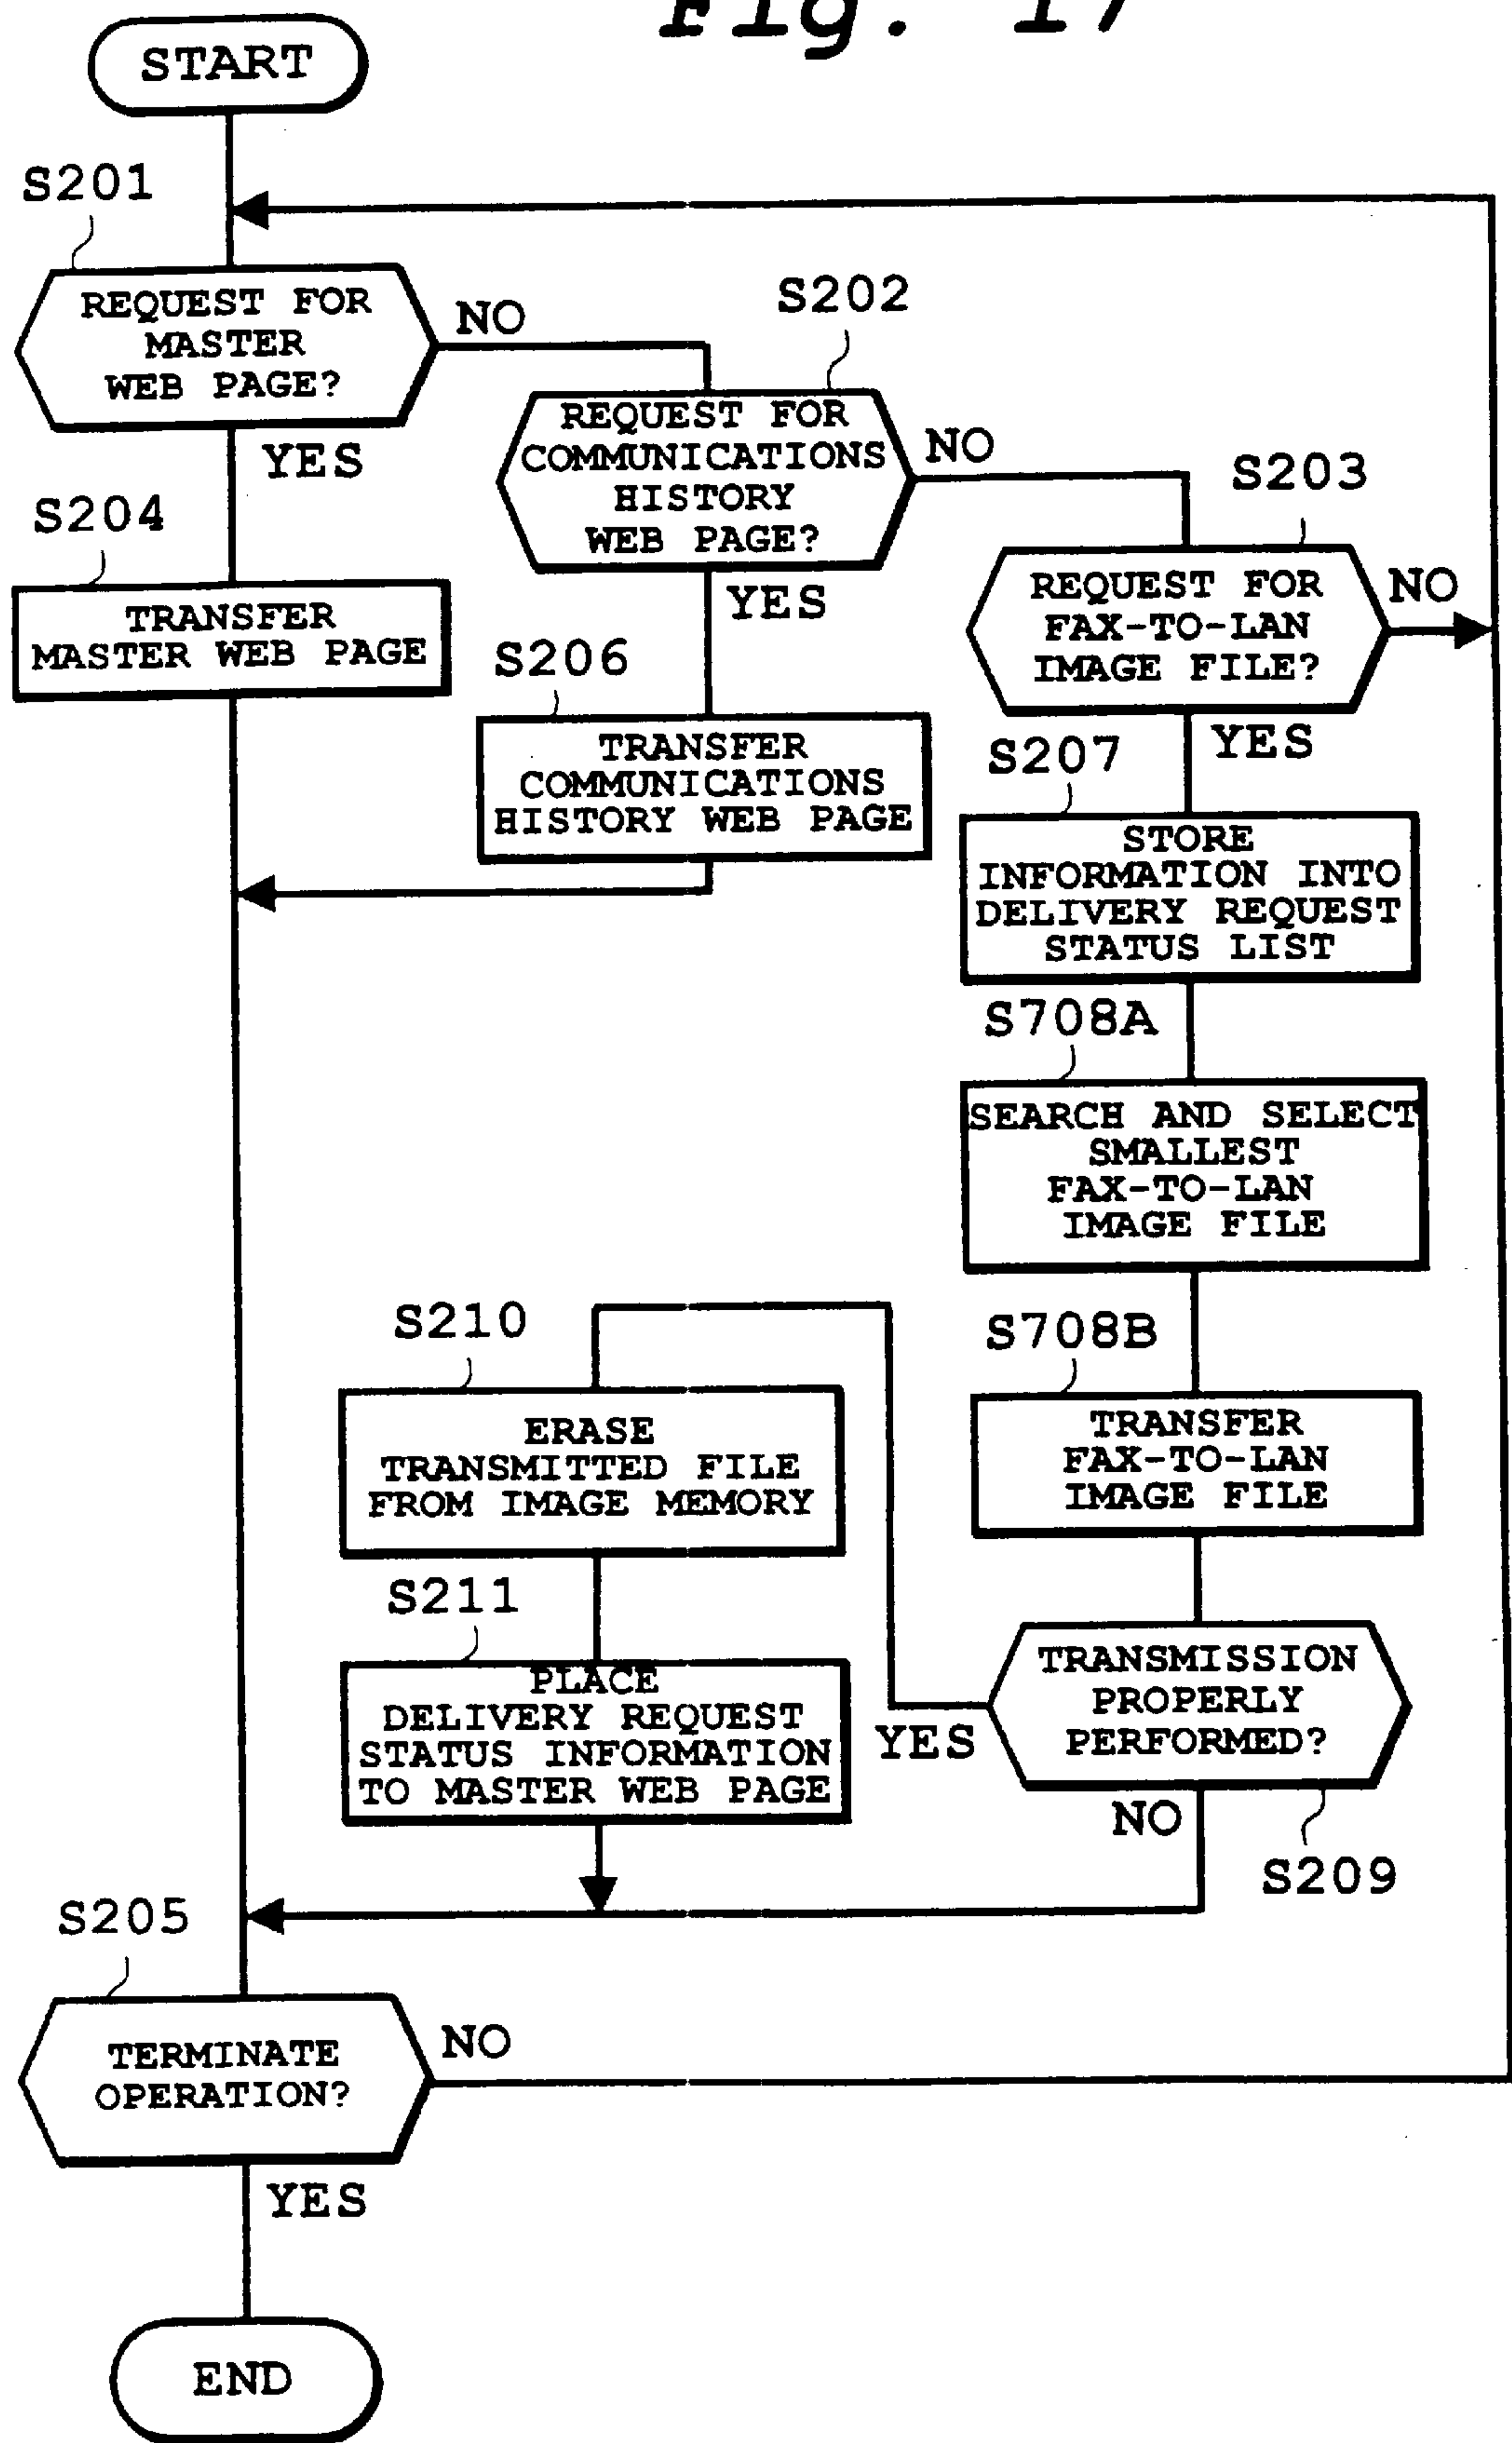 Fig. 17
START
S201
REQUEST FOR
MASTER
WEB PAGE?
NO
YES
S202
REQUEST FOR
COMMUNICATIONS
HISTORY
WEB PAGE?
NO
YES
S203
REQUEST FOR
FAX-TO-LAN
IMAGE FILE?
NO
YES
S204
TRANSFER
MASTER WEB PAGE
S206
TRANSFER
COMMUNICATIONS
HISTORY WEB PAGE
S207
STORE
INFORMATION INTO
DELIVERY REQUEST
STATUS LIST
S708A
SEARCH AND SELECT
SMALLEST
FAX-TO-LAN
IMAGE FILE
S708B
TRANSFER
FAX-TO-LAN
IMAGE FILE
S210
ERASE
TRANSMITTED FILE
FROM IMAGE MEMORY
S211
PLACE
DELIVERY REQUEST
STATUS INFORMATION
TO MASTER WEB PAGE
TRANSMISSION
PROPERLY
PERFORMED?
YES
NO
S209
S205
TERMINATE
OPERATION?
NO
YES
END